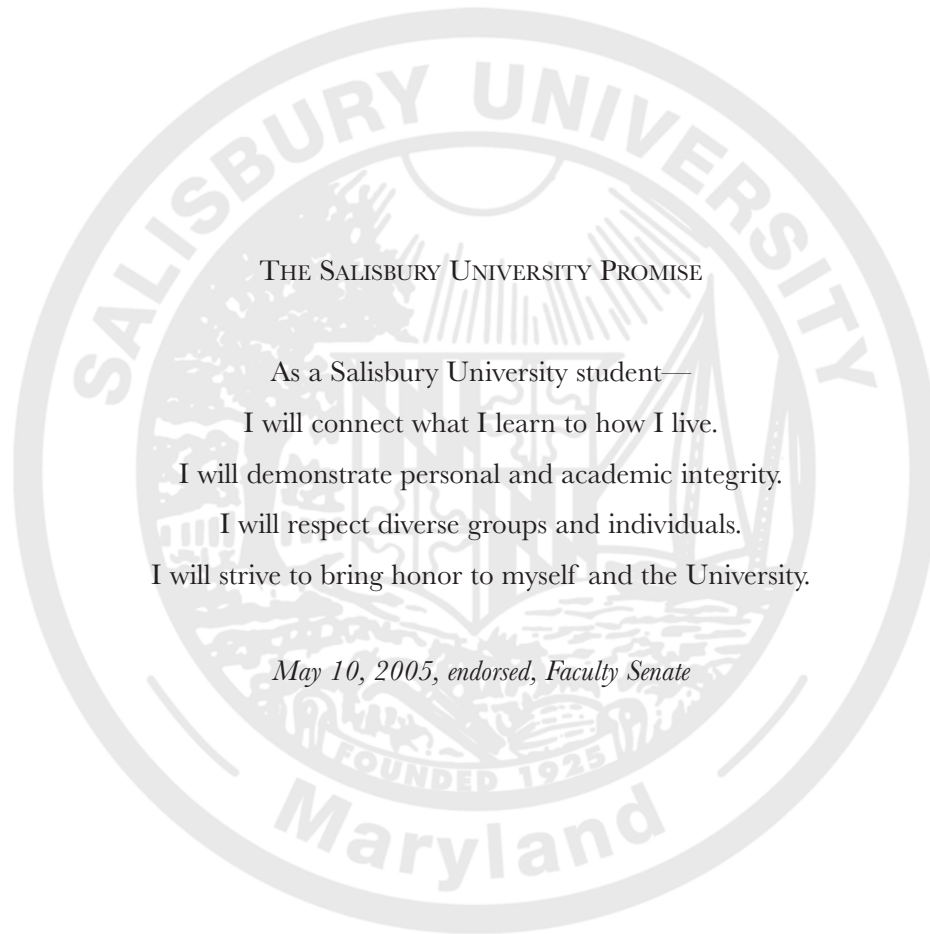 SALISBURY UNIVERSITY
THE SALISBURY UNIVERSITY PROMISE
As a Salisbury University student—
I will connect what I learn to how I live.
I will demonstrate personal and academic integrity.
I will respect diverse groups and individuals.
I will strive to bring honor to myself and the University.
May 10, 2005, endorsed, Faculty Senate
FOUNDED 1925
Maryland